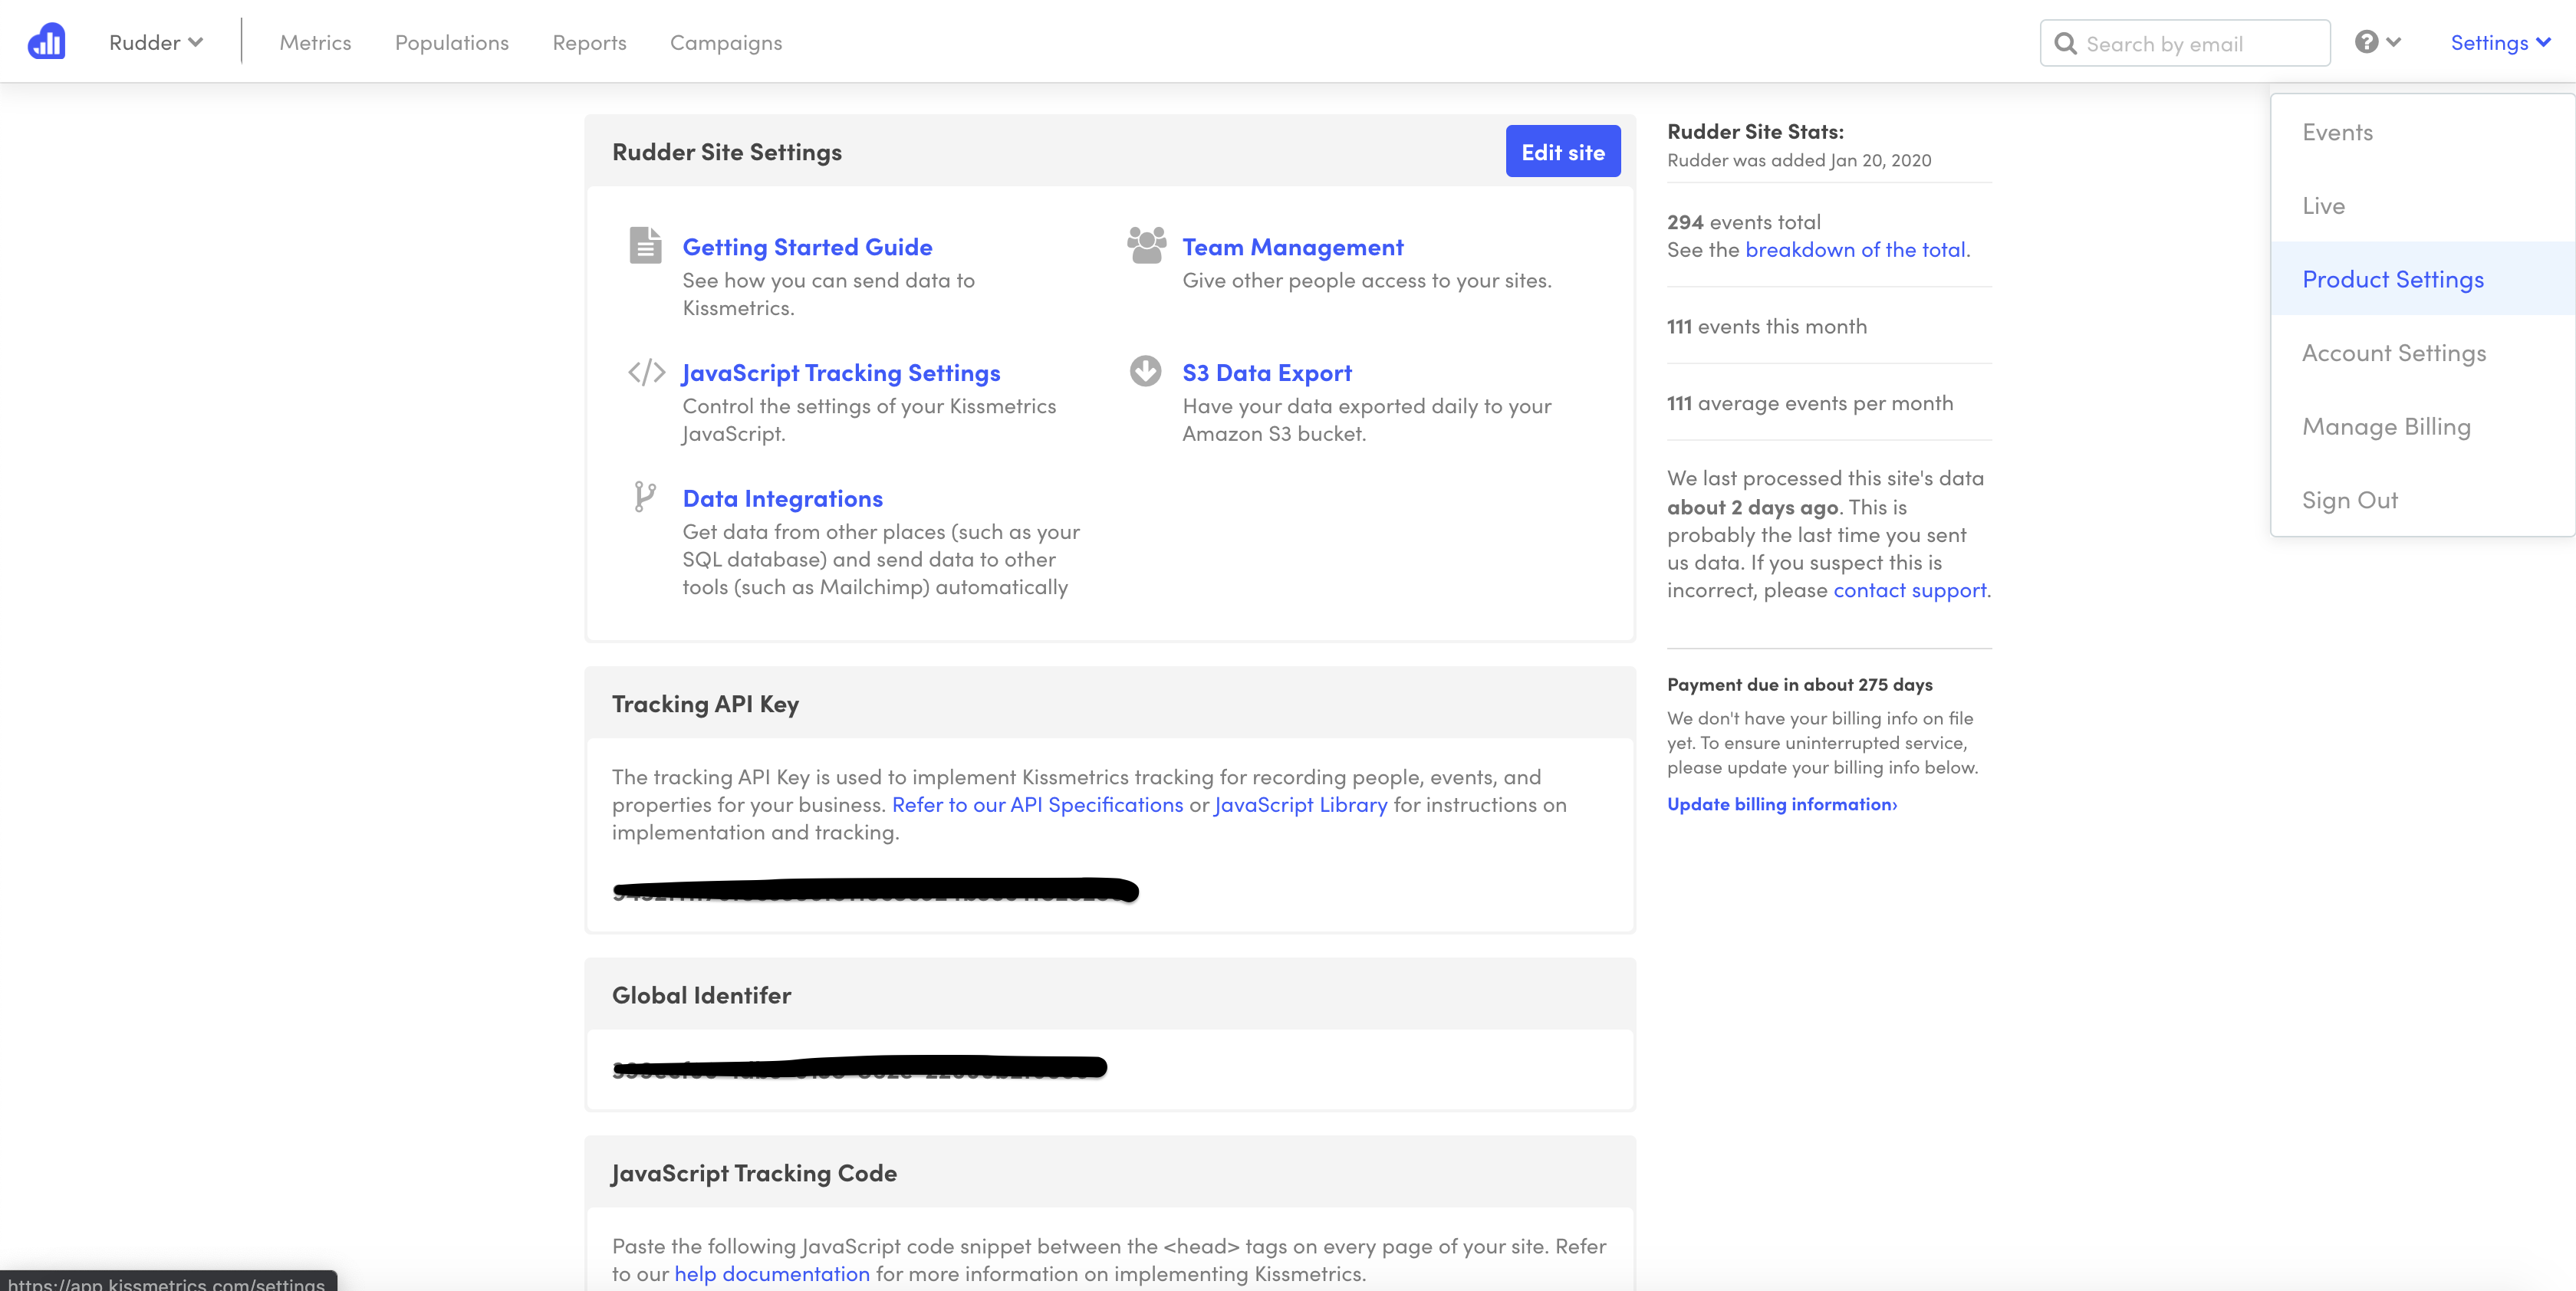 Rudder
Metrics
Populations
Reports
Campaigns
Search by email
Settings
Events
Live
Product Settings
Account Settings
Manage Billing
Sign Out
Rudder Site Settings
Edit site
Getting Started Guide
See how you can send data to
Kissmetrics.
Team Management
Give other people access to your sites.
JavaScript Tracking Settings
Control the settings of your Kissmetrics
JavaScript.
S3 Data Export
Have your data exported daily to your
Amazon S3 bucket.
Data Integrations
Get data from other places (such as your
SQL database) and send data to other
tools (such as Mailchimp) automatically
Tracking API Key
The tracking API Key is used to implement Kissmetrics tracking for recording people, events, and
properties for your business. Refer to our API Specifications or JavaScript Library for instructions on
implementation and tracking.
Global Identifer
JavaScript Tracking Code
Paste the following JavaScript code snippet between the <head> tags on every page of your site. Refer
to our help documentation for more information on implementing Kissmetrics.
Rudder Site Stats:
Rudder was added Jan 20, 2020
294 events total
See the breakdown of the total.
111 events this month
111 average events per month
We last processed this site's data
about 2 days ago. This is
probably the last time you sent
us data. If you suspect this is
incorrect, please contact support.
Payment due in about 275 days
We don't have your billing info on file
yet. To ensure uninterrupted service,
please update your billing info below.
Update billing information›
https://app.kissmetrics.com/settings